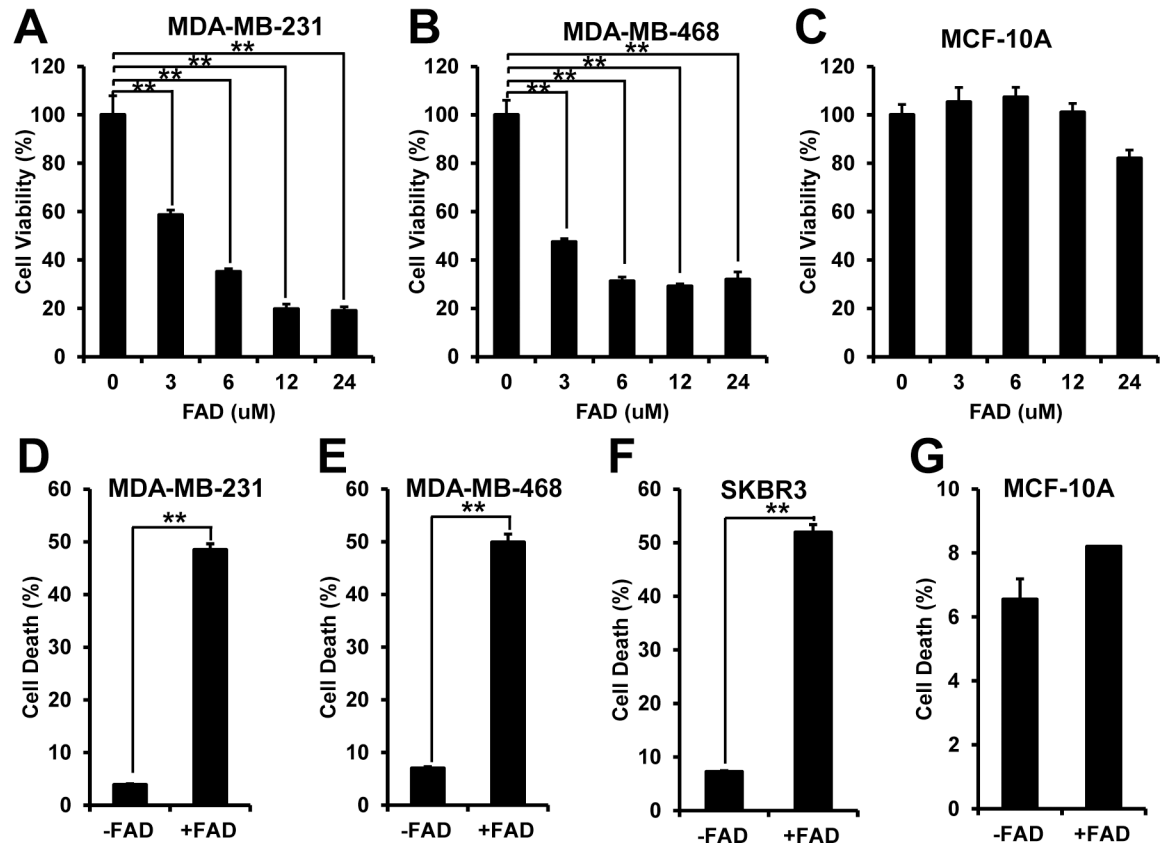 A
MDA-MB-231
**
**
**
**
120
100
80
60
40
20
0
Cell Viability (%)
0 3 6 12 24
FAD (uM)
B
MDA-MB-468
**
**
**
**
120
100
80
60
40
20
0
Cell Viability (%)
0 3 6 12 24
FAD (uM)
C
MCF-10A
120
100
80
60
40
20
0
Cell Viability (%)
0 3 6 12 24
FAD (uM)
D
MDA-MB-231
**
60
50
40
30
20
10
0
Cell Death (%)
-FAD +FAD
E
MDA-MB-468
**
60
50
40
30
20
10
0
Cell Death (%)
-FAD +FAD
F
SKBR3
**
60
50
40
30
20
10
0
Cell Death (%)
-FAD +FAD
G
MCF-10A
10
8
6
4
2
0
Cell Death (%)
-FAD +FAD